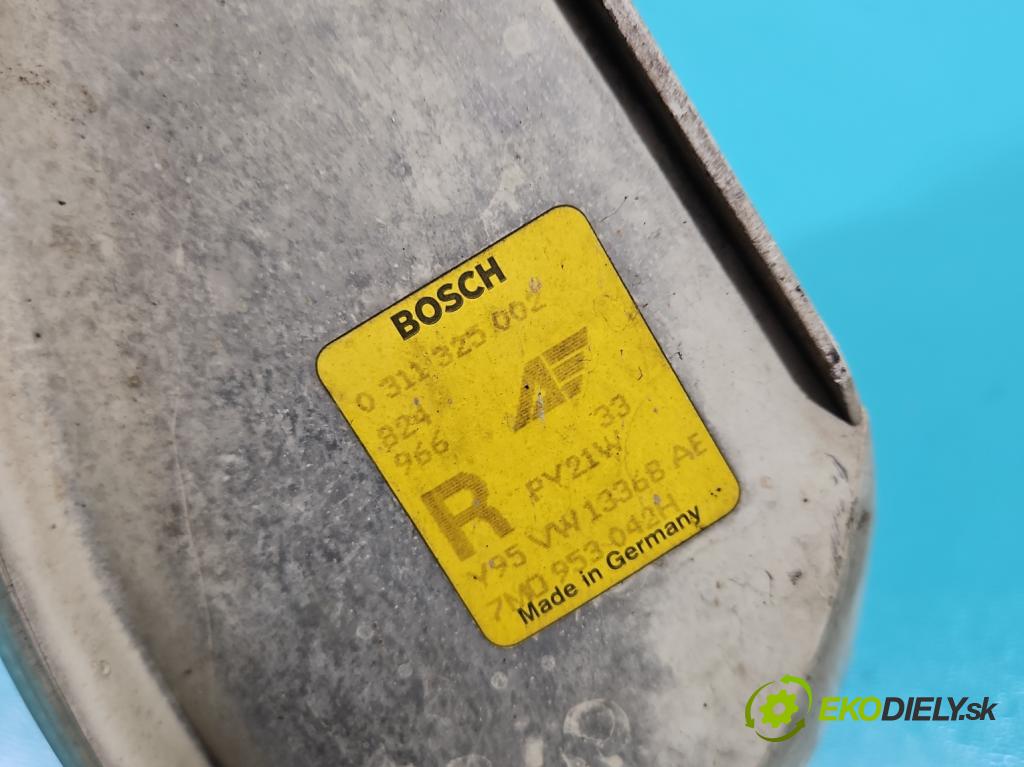 BOSCH
0 311 325 002
824
966
33
R PY21W
V95 VW 13368 AE
7M0 953 042H
Made in Germany
EKODIELY.sk